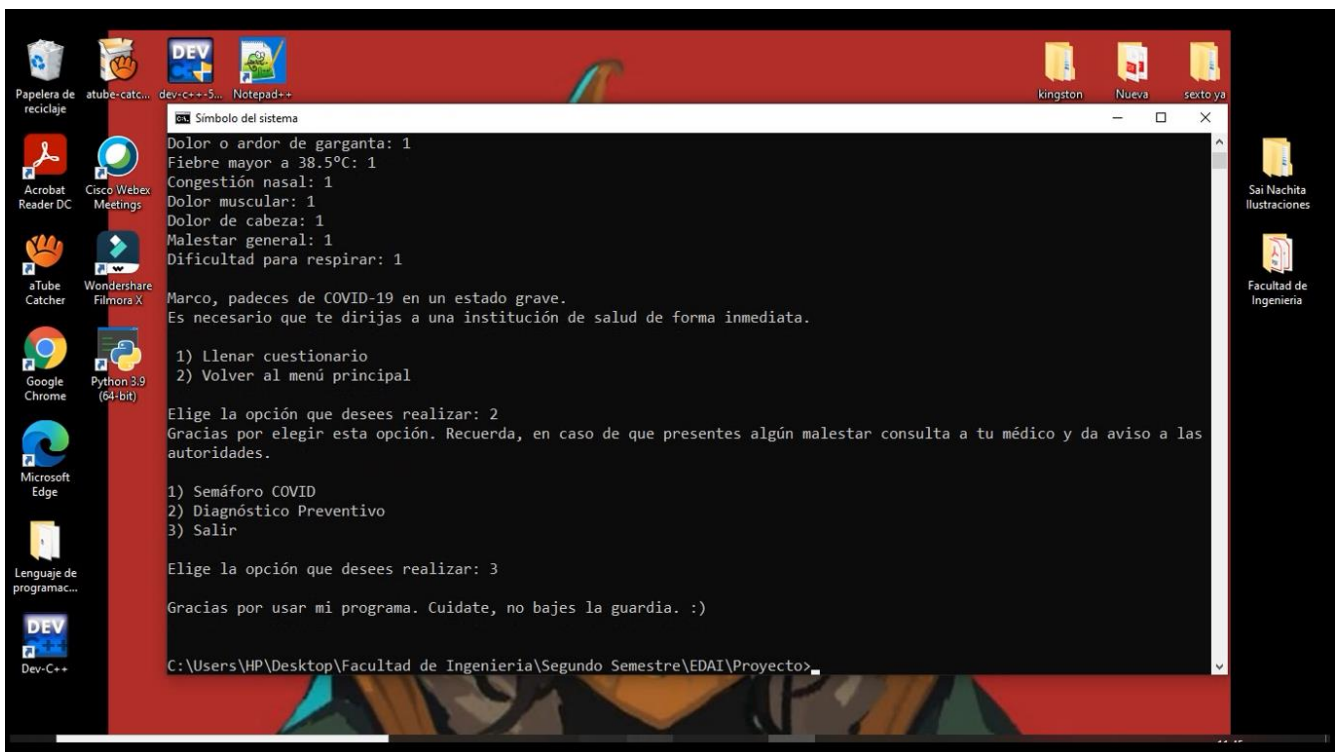 Papelera de
reciclaje
atube-catc...
dev-c++-5...
Notepad++
kingston
Nueva
sexto ya
Acrobat
Reader DC
Cisco Webex
Meetings
aTube
Catcher
Wondershare
Filmora X
Google
Chrome
Python 3.9
(64-bit)
Microsoft
Edge
Lenguaje de
programac...
DEV
C++
Dev-C++
DEV
Sai Nachita
Ilustraciones
Facultad de
Ingenieria
Símbolo del sistema
Dolor o ardor de garganta: 1
Fiebre mayor a 38.5ºC: 1
Congestión nasal: 1
Dolor muscular: 1
Dolor de cabeza: 1
Malestar general: 1
Dificultad para respirar: 1
Marco, padeces de COVID-19 en un estado grave.
Es necesario que te dirijas a una institución de salud de forma inmediata.
1) Llenar cuestionario
2) Volver al menú principal
Elige la opción que desees realizar: 2
Gracias por elegir esta opción. Recuerda, en caso de que presentes algún malestar consulta a tu médico y da aviso a las
autoridades.
1) Semáforo COVID
2) Diagnóstico Preventivo
3) Salir
Elige la opción que desees realizar: 3
Gracias por usar mi programa. Cuidate, no bajes la guardia. :)
C:\Users\HP\Desktop\Facultad de Ingenieria\Segundo Semestre\EDAI\Proyecto>